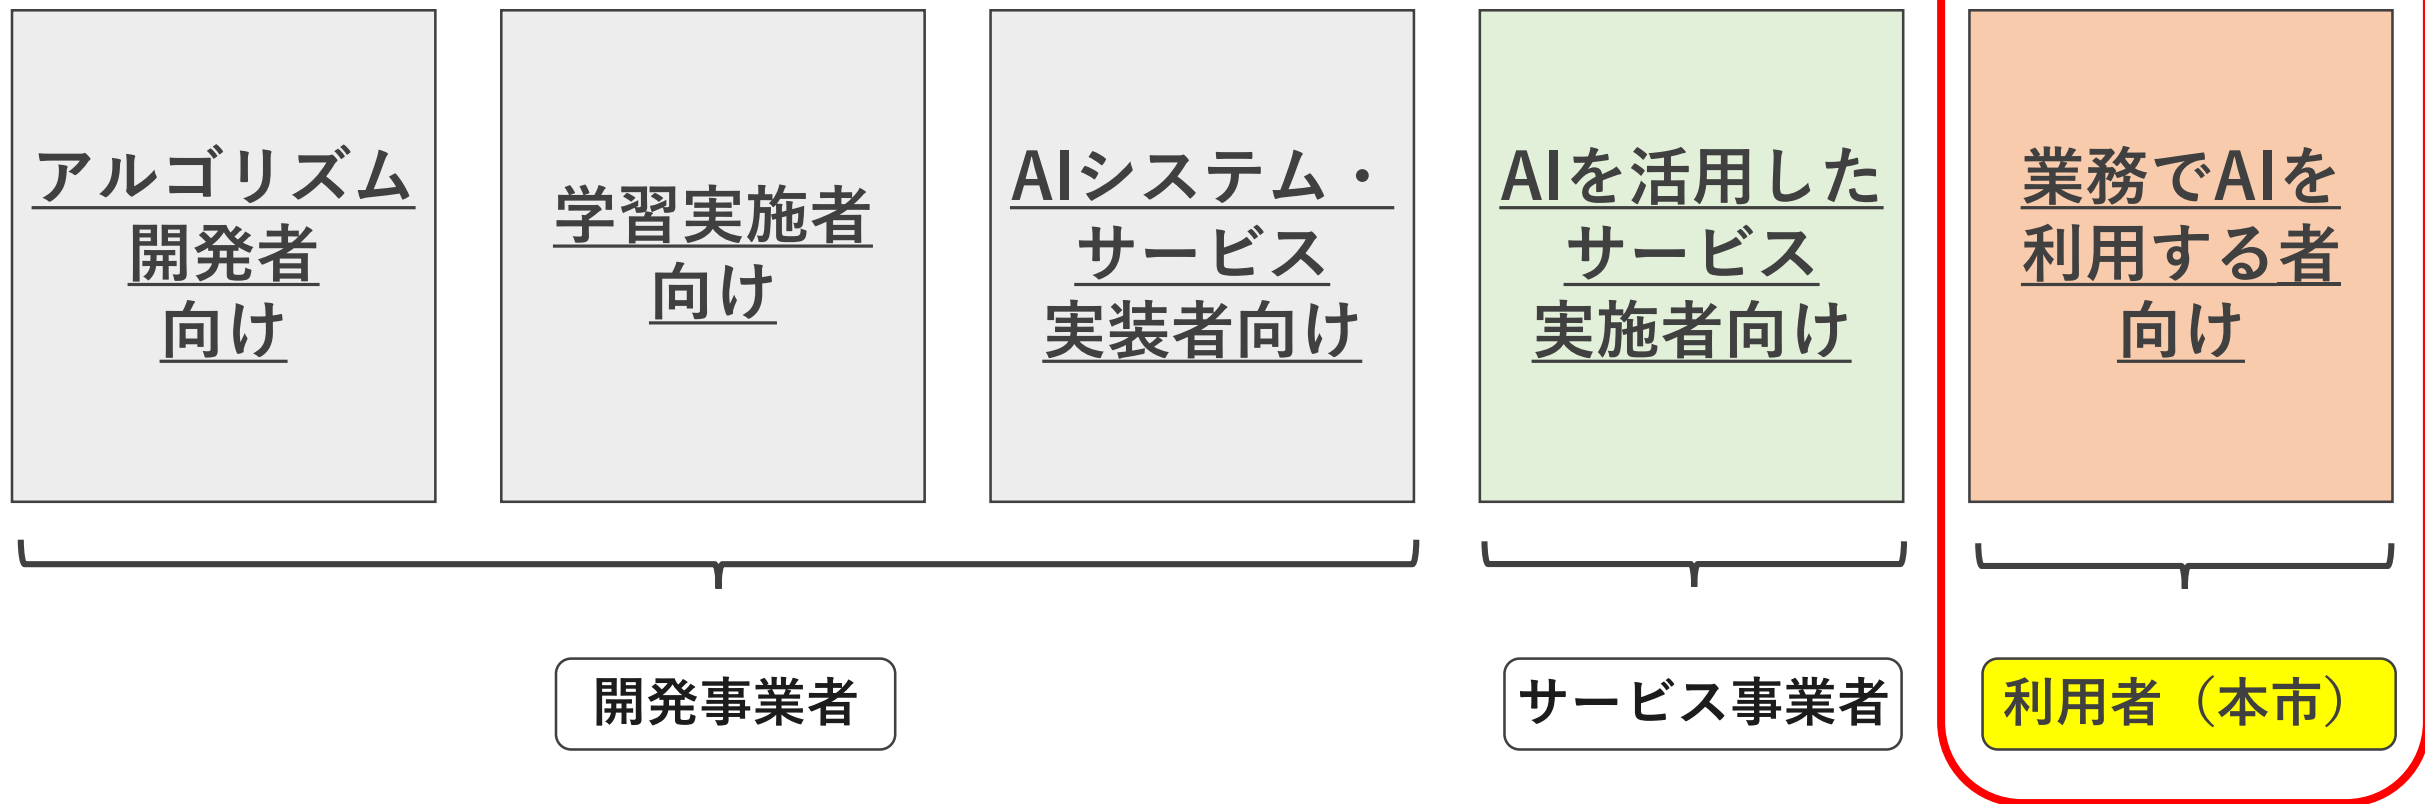 アルゴリズム
開発者
向け
学習実施者
向け
AIシステム・
サービス
実装者向け
AIを活用した
サービス
実施者向け
業務でAIを
利用する者
向け
開発事業者
サービス事業者
利用者（本市）